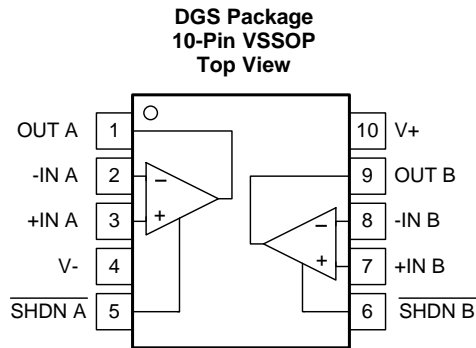 DGS Package
10-Pin VSSOP
Top View
OUT A 1 10 V+
-IN A 2 − 9 OUT B
+IN A 3 + − 8 -IN B
V- 4 + 7 +IN B
SHDN A 5 6 SHDN B